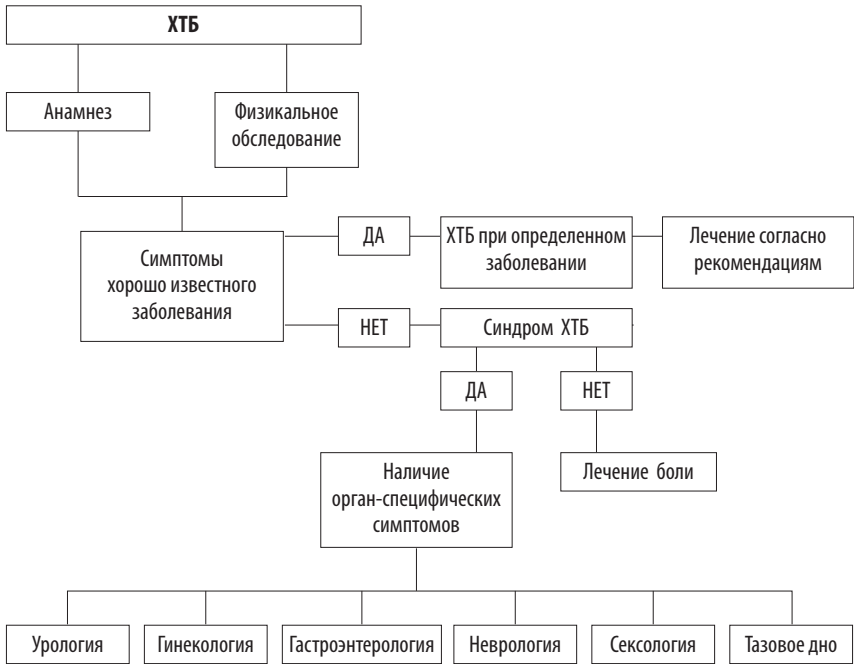 ХТБ
Анамнез
Физикальное
обследование
Симптомы
хорошо известного
заболевания
ДА
ХТБ при определенном
заболевании
Лечение согласно
рекомендациям
НЕТ
Синдром ХТБ
ДА
НЕТ
Наличие
орган-специфических
симптомов
Лечение боли
Урология
Гинекология
Гастроэнтерология
Неврология
Сексология
Тазовое дно